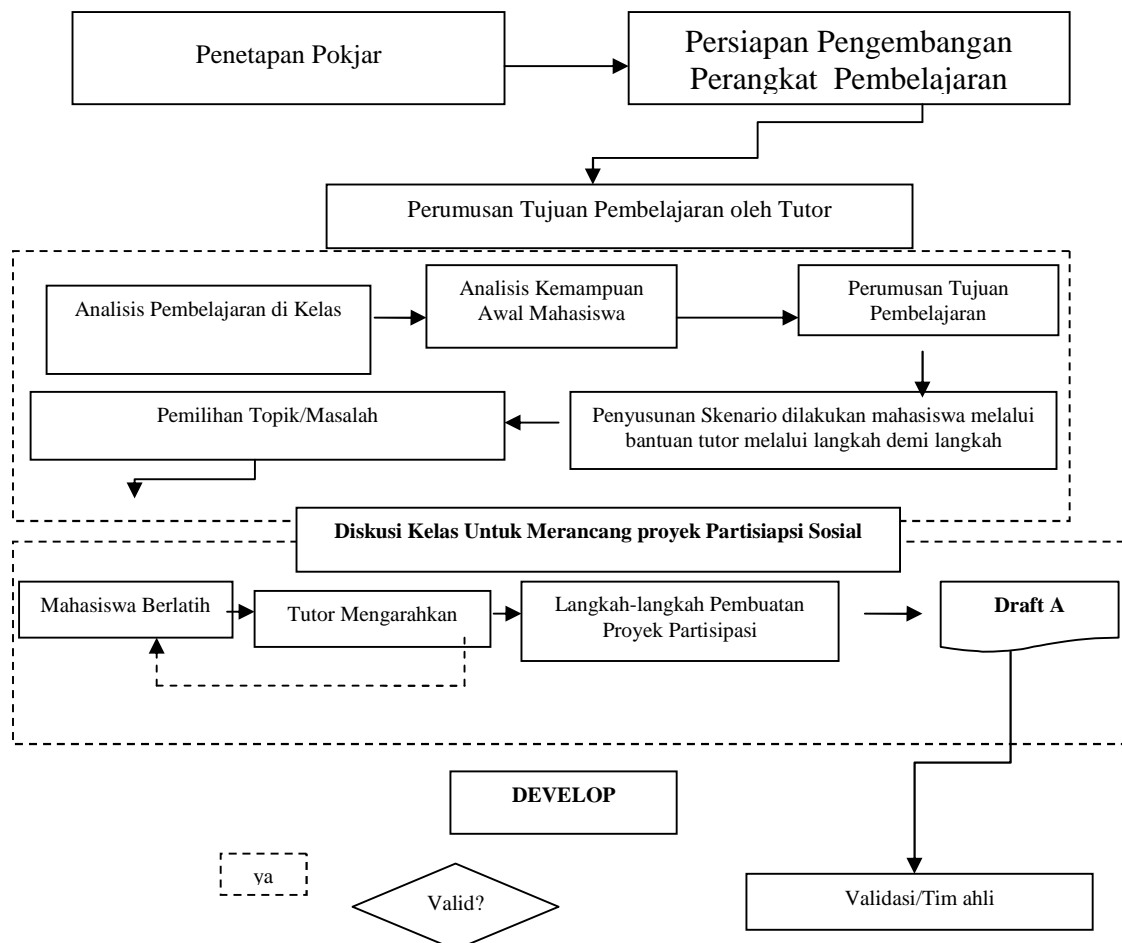 Penetapan Pokjar
Persiapan Pengembangan
Perangkat Pembelajaran
Perumusan Tujuan Pembelajaran oleh Tutor
Analisis Pembelajaran di Kelas
Analisis Kemampuan
Awal Mahasiswa
Perumusan Tujuan
Pembelajaran
Pemilihan Topik/Masalah
Penyusunan Skenario dilakukan mahasiswa melalui
bantuan tutor melalui langkah demi langkah
Diskusi Kelas Untuk Merancang proyek Partisiapsi Sosial
Mahasiswa Berlatih
Tutor Mengarahkan
Langkah-langkah Pembuatan
Proyek Partisipasi
Draft A
DEVELOP
ya
Valid?
Validasi/Tim ahli